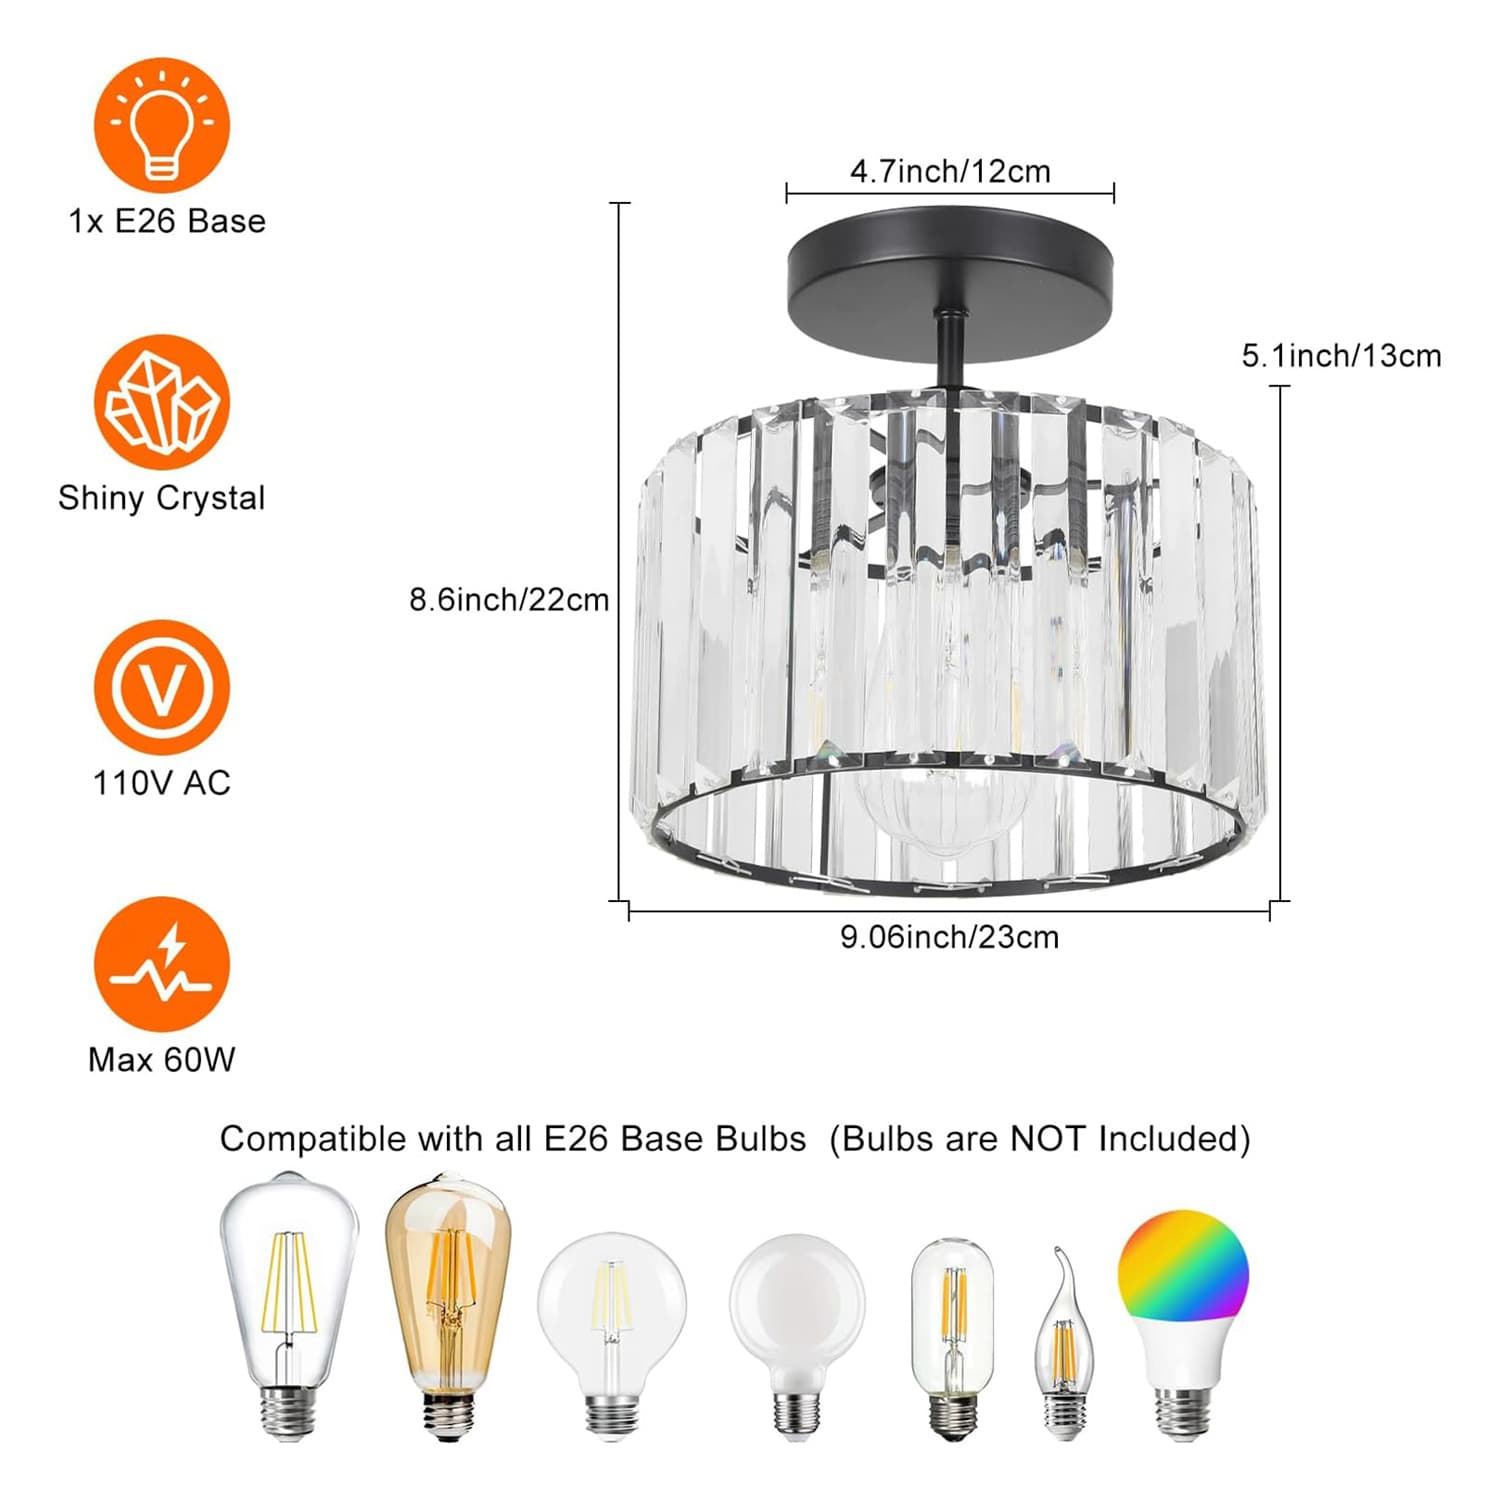 1x E26 Base
Shiny Crystal
V
110V AC
Max 60W
4.7inch/12cm
5.1inch/13cm
8.6inch/22cm
9.06inch/23cm
Compatible with all E26 Base Bulbs (Bulbs are NOT Included)